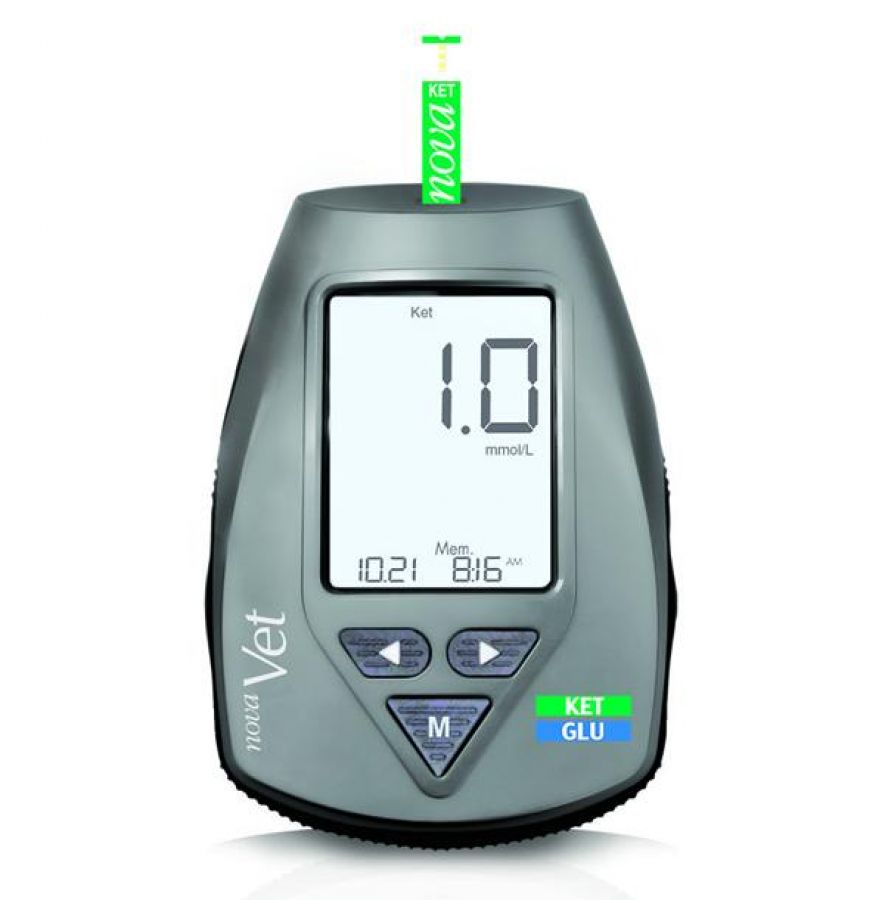 KET
nova
Ket
1.0
mmol/L
Mem.
10.21 8:16 AM
nova Vet
M
KET
GLU